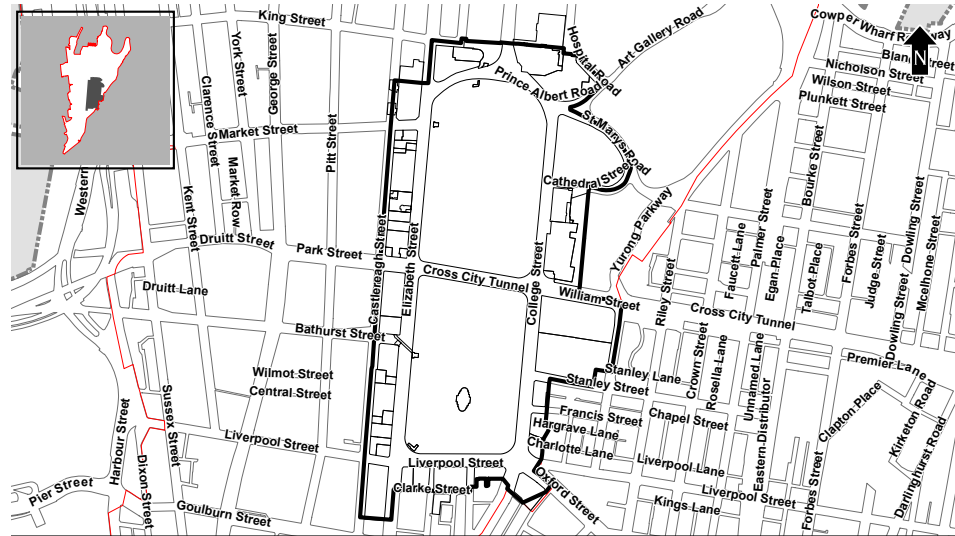 King Street
York Street
George Street
Clarence Street
Market Street
Pitt Street
Market Row
Kent Street
Druitt Street
Park Street
Western
Druitt Lane
Bathurst Street
Wilmot Street
Central Street
Sussex Street
Harbour Street
Liverpool Street
Dixon Street
Pier Street
Goulburn Street
Castlereagh Street
Elizabeth Street
Hospital Road
Art Gallery Road
Prince Albert Road
St Marys Road
Cathedral Street
Yurong Parkway
Cross City Tunnel
College Street
William Street
Stanley Lane
Stanley Street
Francis Street
Hargrave Lane
Charlotte Lane
Liverpool Street
Clarke Street
Oxford Street
Cowper Wharf
N
Nicholson Street
Wilson Street
Plunkett Street
Bourke Street
Palmer Street
Faucett Lane
Egan Place
Talbot Place
Forbes Street
Judge Street
Dowling Street
Mcelhone Street
Riley Street
Cross City Tunnel
Dowling Street
Premier Lane
Crown Street
Rosella Lane
Unnamed Lane
Eastern-Distributor
Chapel Street
Liverpool Lane
Liverpool Street
Kings Lane
Forbes Street
Clapton Place
Kirketon Road
Darlinghurst Road